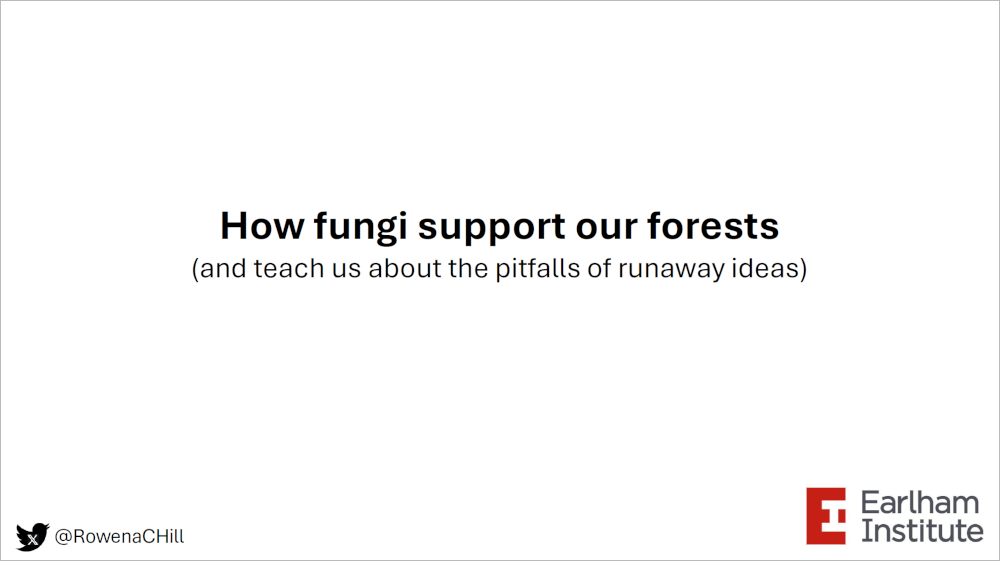 How fungi support our forests
(and teach us about the pitfalls of runaway ideas)
@RowenaCHill
Earlham
Institute